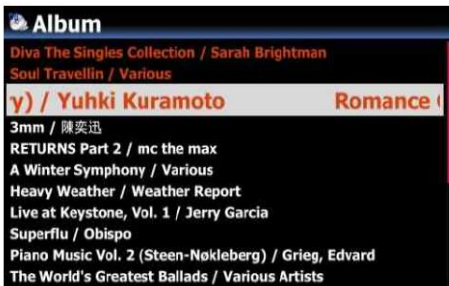 Album
Diva The Singles Collection / Sarah Brightman
Soul Travellin / Various
y) / Yuhki Kuramoto Romance (
3mm / 陳奕迅
RETURNS Part 2 / mc the max
A Winter Symphony / Various
Heavy Weather / Weather Report
Live at Keystone, Vol. 1 / Jerry Garcia
Superflu / Obispo
Piano Music Vol. 2 (Steen-Nøkleberg) / Grieg, Edvard
The World's Greatest Ballads / Various Artists